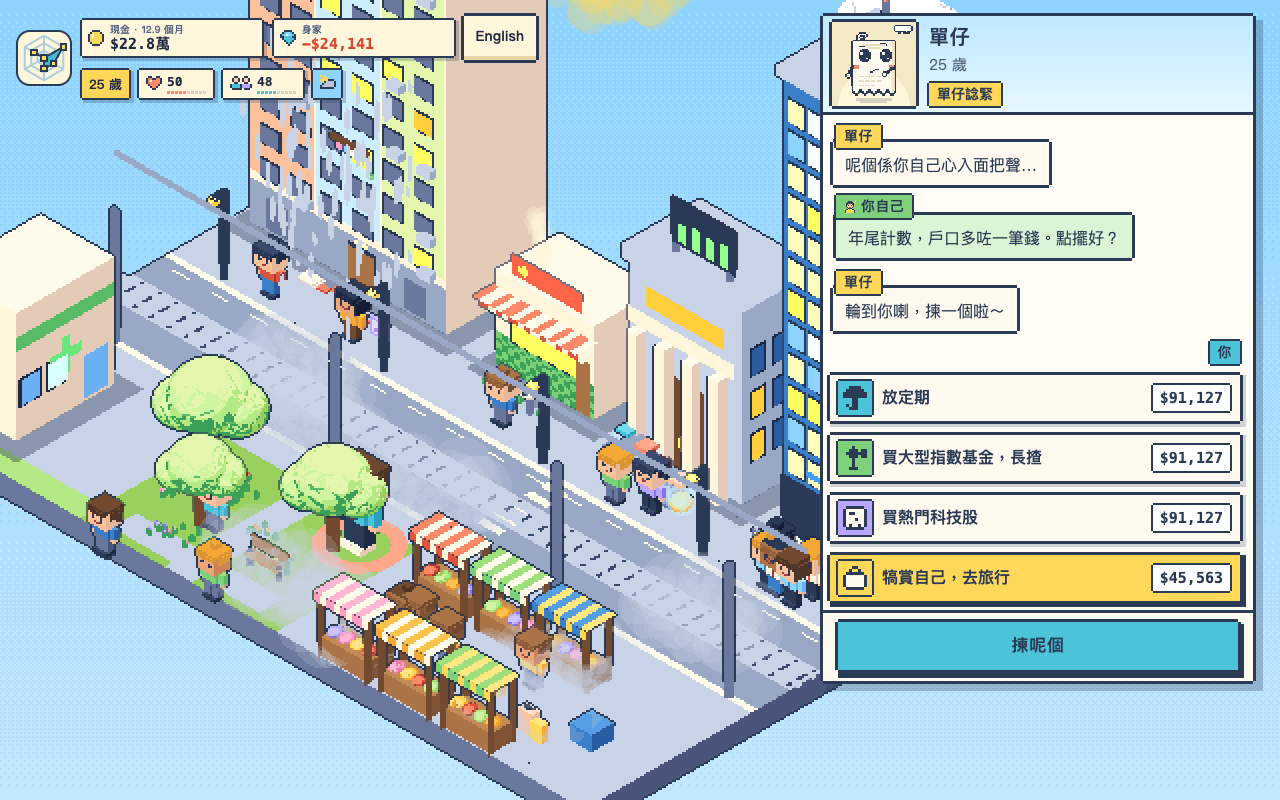 現金 · 12.9 個月
$22.8萬
身家
−$24,141
English
25 歲
50
48
單仔
25 歲
單仔諗緊
單仔
呢個係你自己心入面把聲…
你自己
年尾計數，戶口多咗一筆錢。點擺好？
單仔
輪到你喇，揀一個啦～
你
放定期
$91,127
買大型指數基金，長揸
$91,127
買熱門科技股
$91,127
犒賞自己，去旅行
$45,563
揀呢個